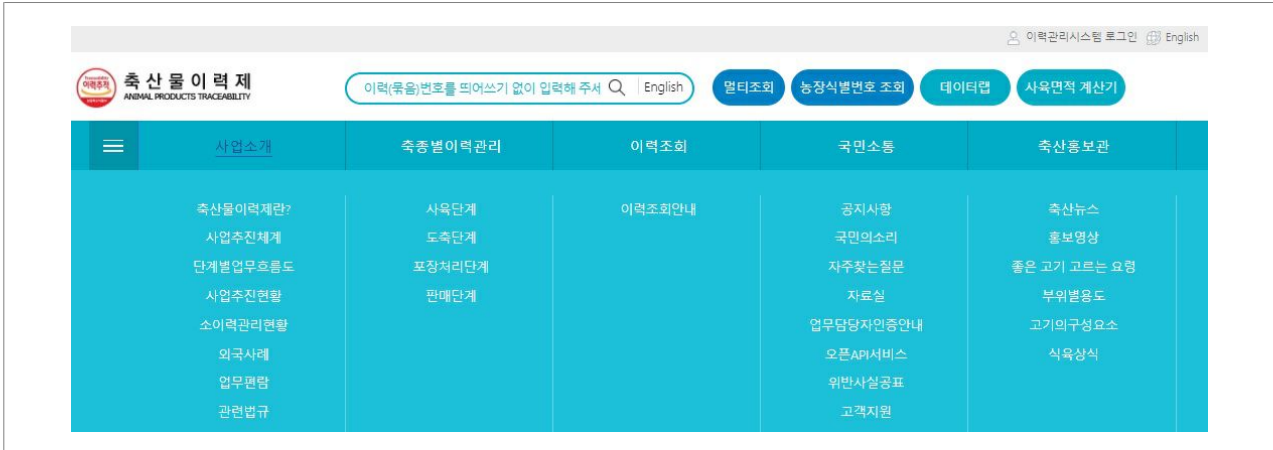 이력관리시스템 로그인 English
이력추적
축산물이력제
ANIMAL PRODUCTS TRACEABILITY
이력(묶음)번호를 띄어쓰기 없이 입력해 주세 English
멀티조회 농장식별번호 조회 데이터랩 사육면적 계산기
사업소개 축종별이력관리 이력조회 국민소통 축산홍보관
축산물이력제란? 사육단계 이력조회안내 공지사항 축산뉴스
사업추진체계 도축단계 국민의소리 홍보영상
단계별업무흐름도 포장처리단계 자주찾는질문 좋은 고기 고르는 요령
사업추진현황 판매단계 자료실 부위별용도
소이력관리현황 업무담당자인증안내 고기의구성요소
외국사례 오픈API서비스 식육상식
업무편람 위반사실공표
관련법규 고객지원